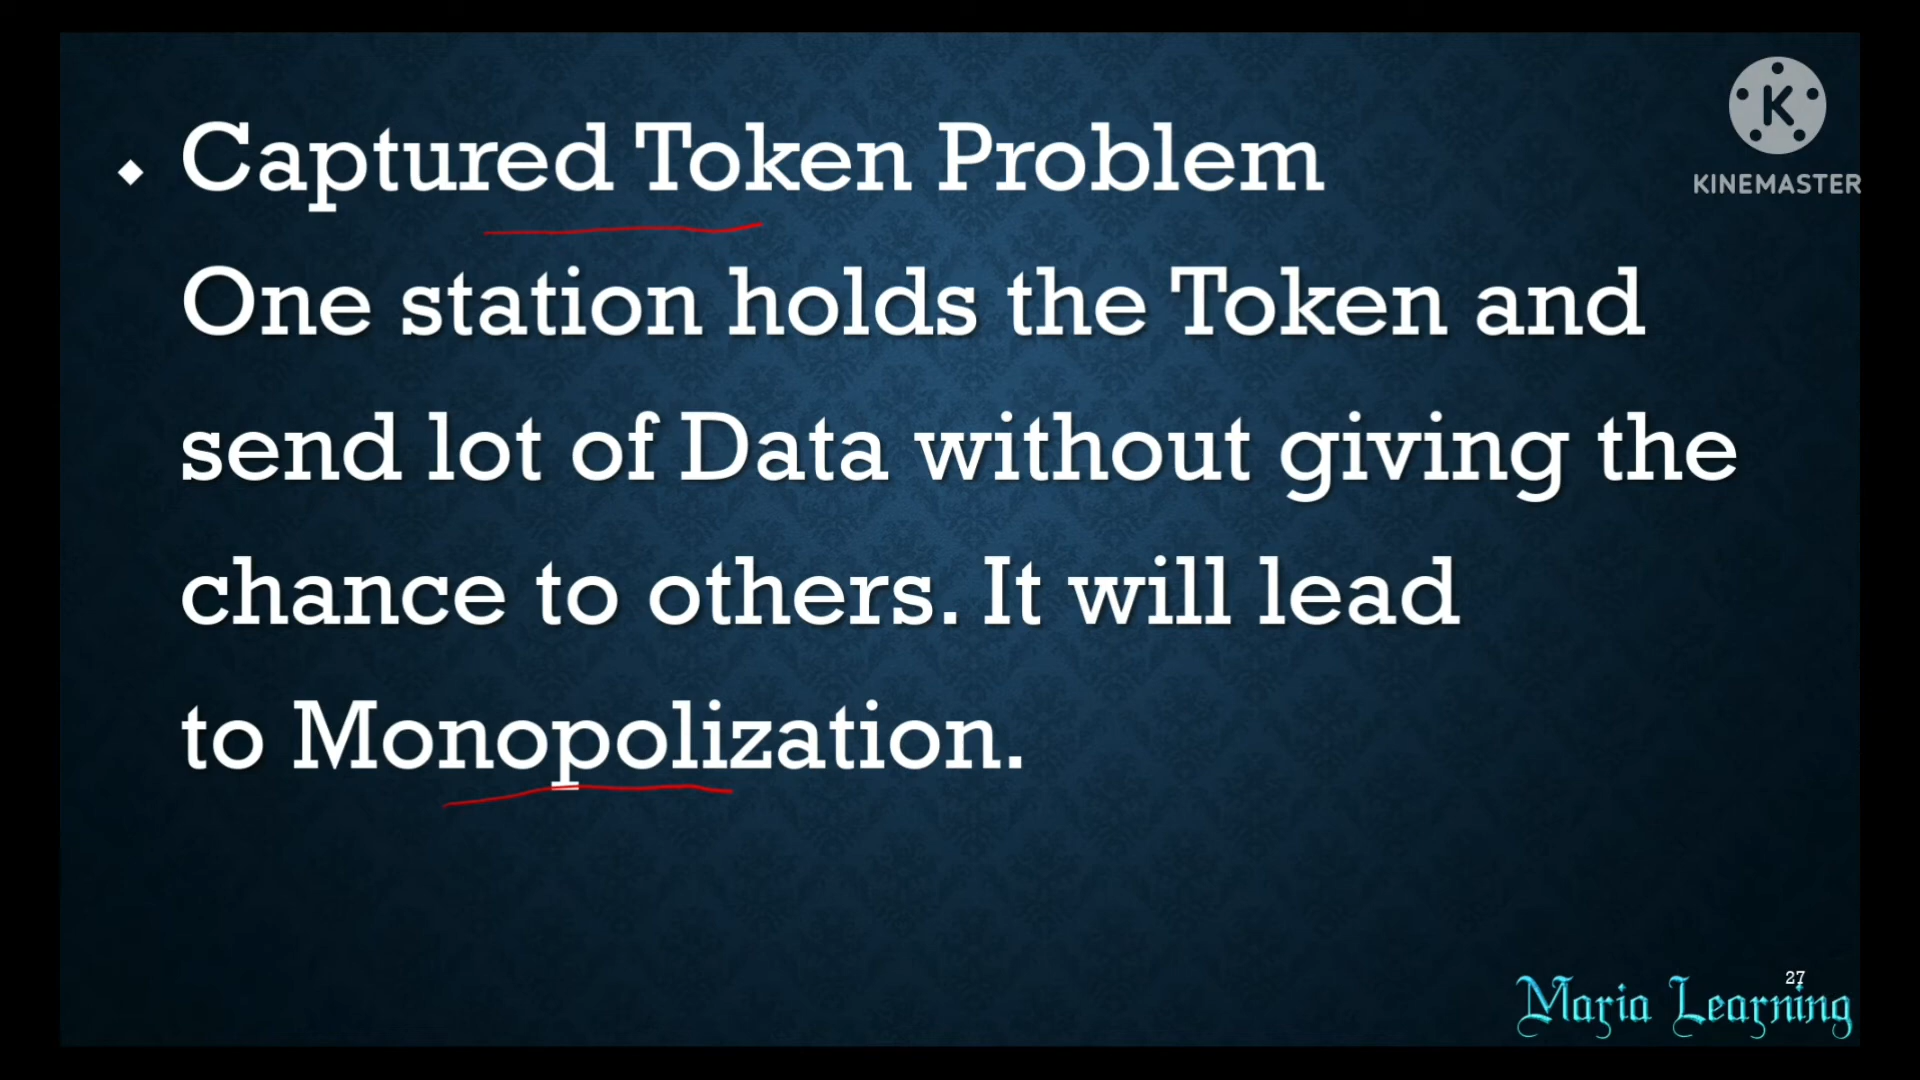 Captured Token Problem
One station holds the Token and
send lot of Data without giving the
chance to others. It will lead
to Monopolization.
K
KINEMASTER
27
Maria Learning